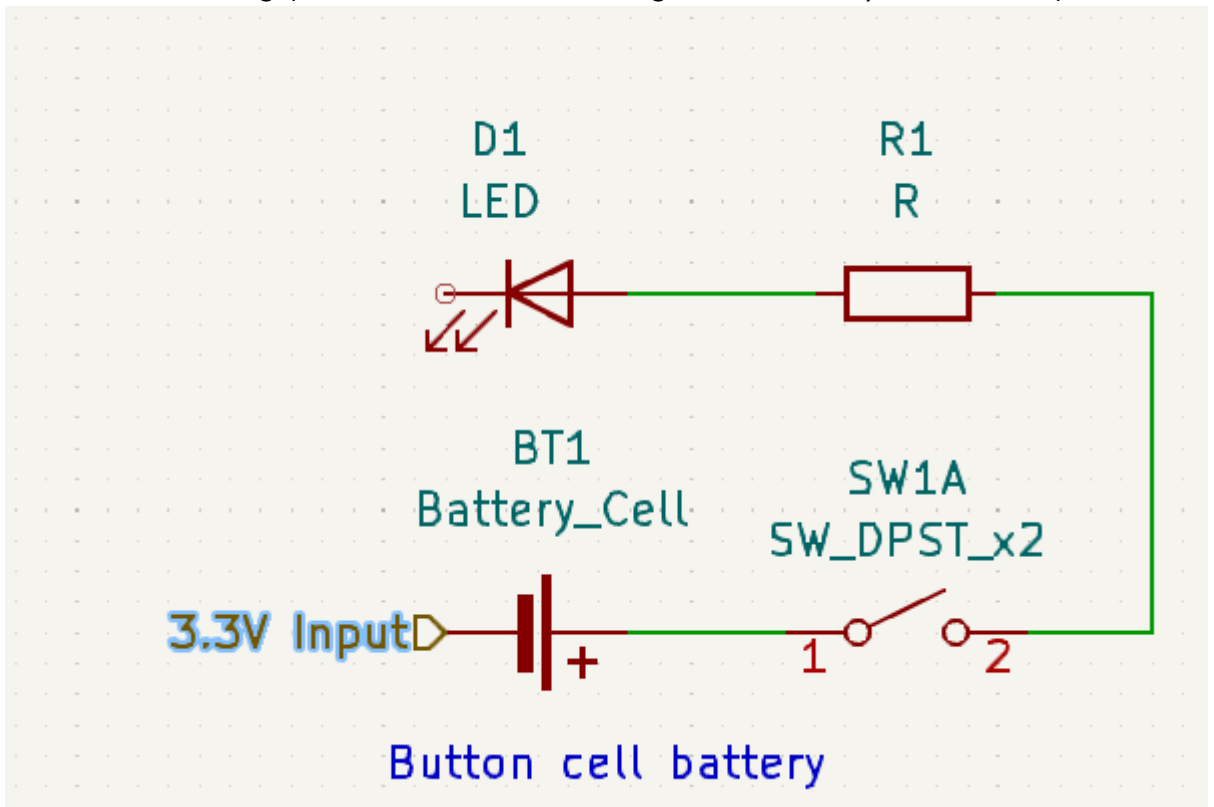 D1
LED
R1
R
BT1
Battery_Cell
SW1A
SW_DPST_x2
3.3V Input
+
1
2
Button cell battery